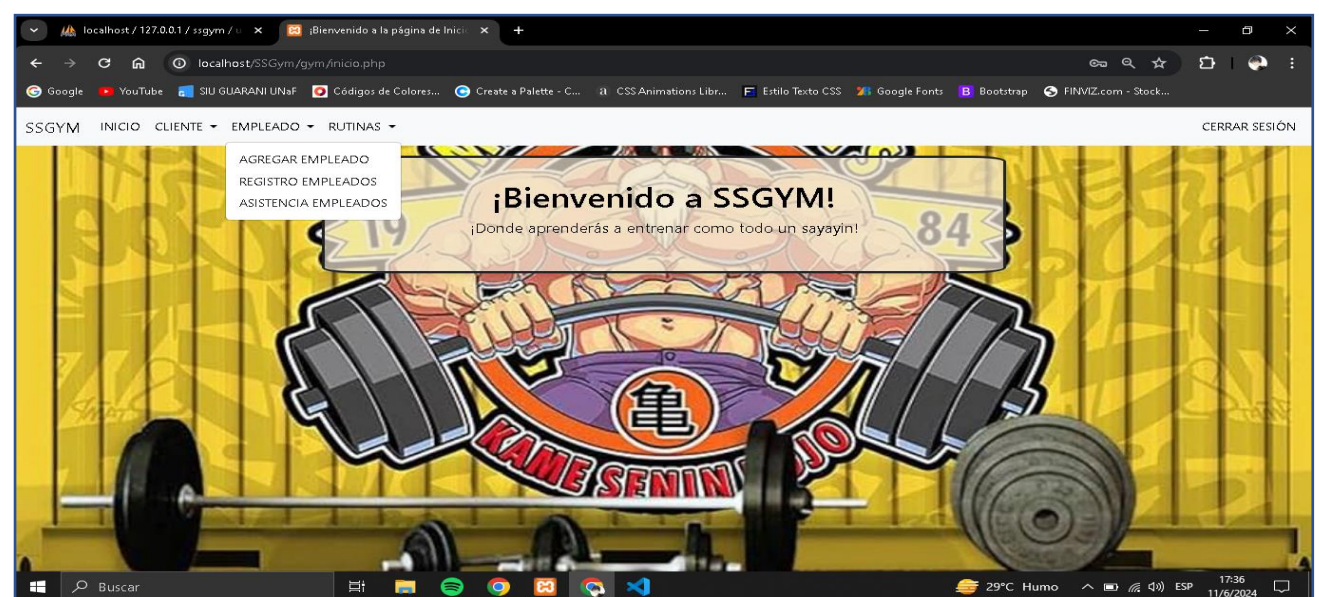 localhost / 127.0.0.1 / ssgym / u
¡Bienvenido a la página de Inicio
localhost/SSGym/gym/inicio.php
Google YouTube SIU GUARANI UNaF Códigos de Colores... Create a Palette - C... CSS Animations Libr... Estilo Texto CSS Google Fonts Bootstrap FINVIZ.com - Stock...
SSGYM INICIO CLIENTE EMPLEADO RUTINAS CERRAR SESIÓN
AGREGAR EMPLEADO
REGISTRO EMPLEADOS
ASISTENCIA EMPLEADOS
¡Bienvenido a SSGYM!
¡Donde aprenderás a entrenar como todo un sayayin!
19 84
亀
KAME SENIN
Buscar 29°C Humo ESP 17:36
11/6/2024